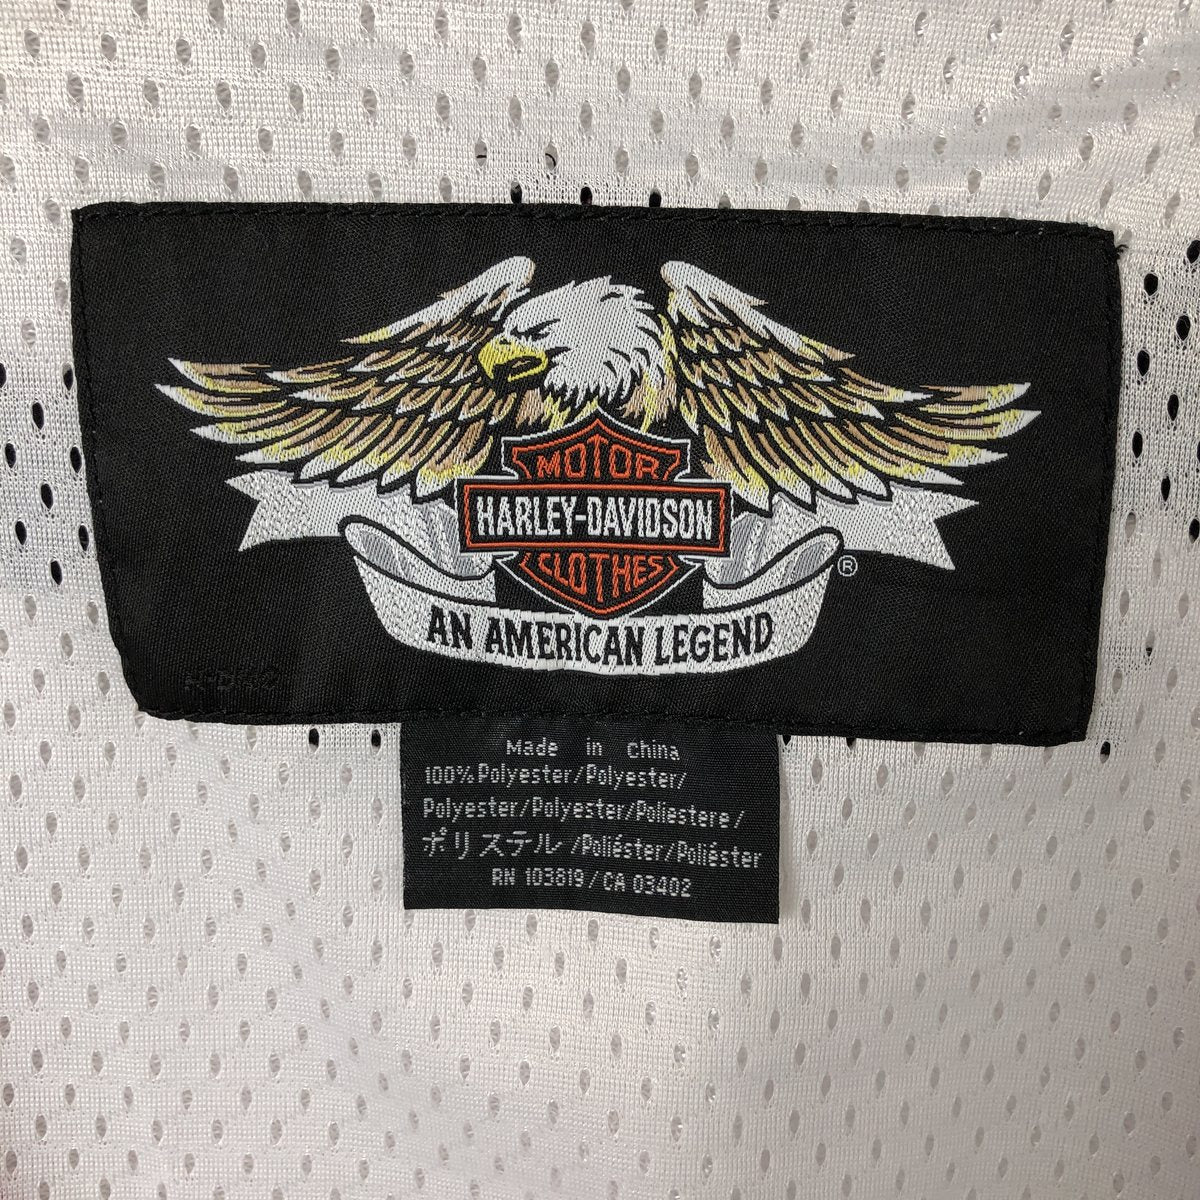 MOTOR
HARLEY-DAVIDSON
CLOTHES
®
AN AMERICAN LEGEND
Made in China
100% Polyester/Polyester/
Polyester/Polyester/Poliestere/
ポリステル/Poliéster/Poliéster
RN 103819/CA 03402